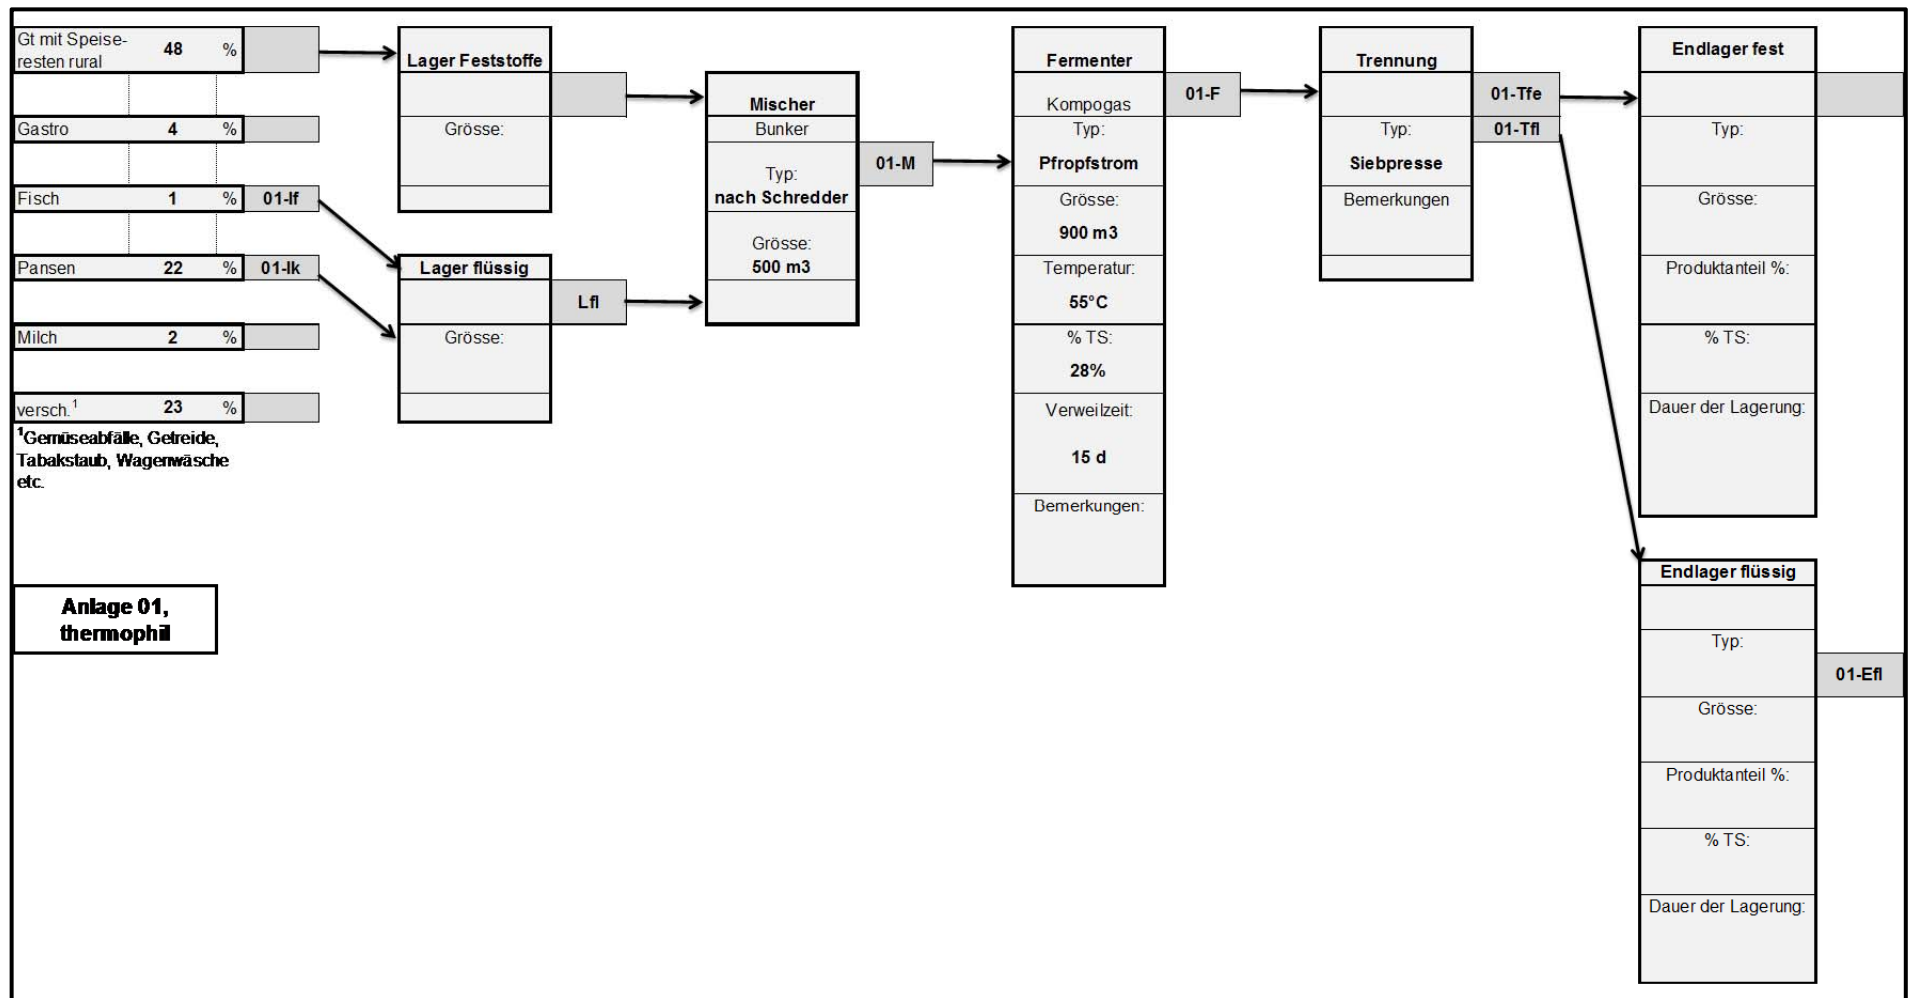 Gt mit Speise-
resten rural
48 %
Gastro 4 %
Fisch 1 % 01-If
Pansen 22 % 01-Ik
Milch 2 %
versch.1 23 %
1Gemüseabfälle, Getreide,
Tabakstaub, Wagenwäsche
etc.
Anlage 01,
thermophil
Lager Feststoffe
Grösse:
Lager flüssig
Grösse:
Lfl
Mischer
Bunker
Typ:
nach Schredder
Grösse:
500 m3
01-M
Fermenter
Kompogas
Typ:
Pfropfstrom
Grösse:
900 m3
Temperatur:
55°C
% TS:
28%
Verweilzeit:
15 d
Bemerkungen:
01-F
Trennung
Typ:
Siebpresse
Bemerkungen
01-Tfe
01-Tfl
Endlager fest
Typ:
Grösse:
Produktanteil %:
% TS:
Dauer der Lagerung:
Endlager flüssig
Typ:
Grösse:
Produktanteil %:
% TS:
Dauer der Lagerung:
01-Efl